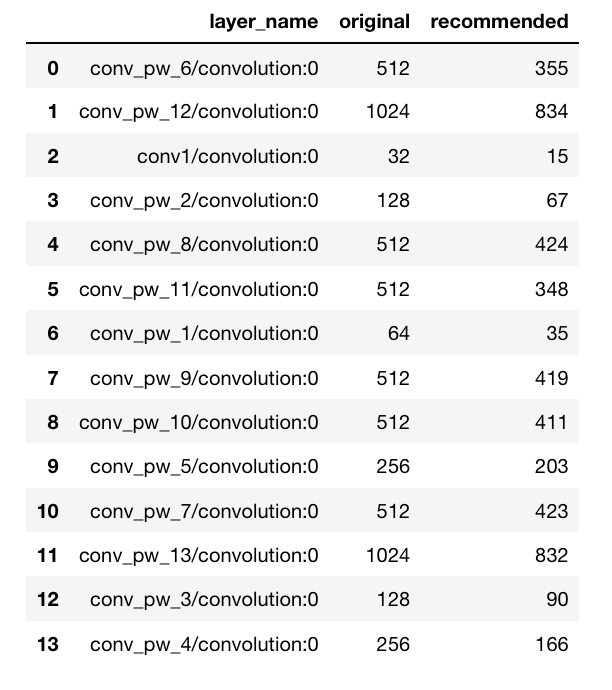 layer_name original recommended
0 conv_pw_6/convolution:0 512 355
1 conv_pw_12/convolution:0 1024 834
2 conv1/convolution:0 32 15
3 conv_pw_2/convolution:0 128 67
4 conv_pw_8/convolution:0 512 424
5 conv_pw_11/convolution:0 512 348
6 conv_pw_1/convolution:0 64 35
7 conv_pw_9/convolution:0 512 419
8 conv_pw_10/convolution:0 512 411
9 conv_pw_5/convolution:0 256 203
10 conv_pw_7/convolution:0 512 423
11 conv_pw_13/convolution:0 1024 832
12 conv_pw_3/convolution:0 128 90
13 conv_pw_4/convolution:0 256 166